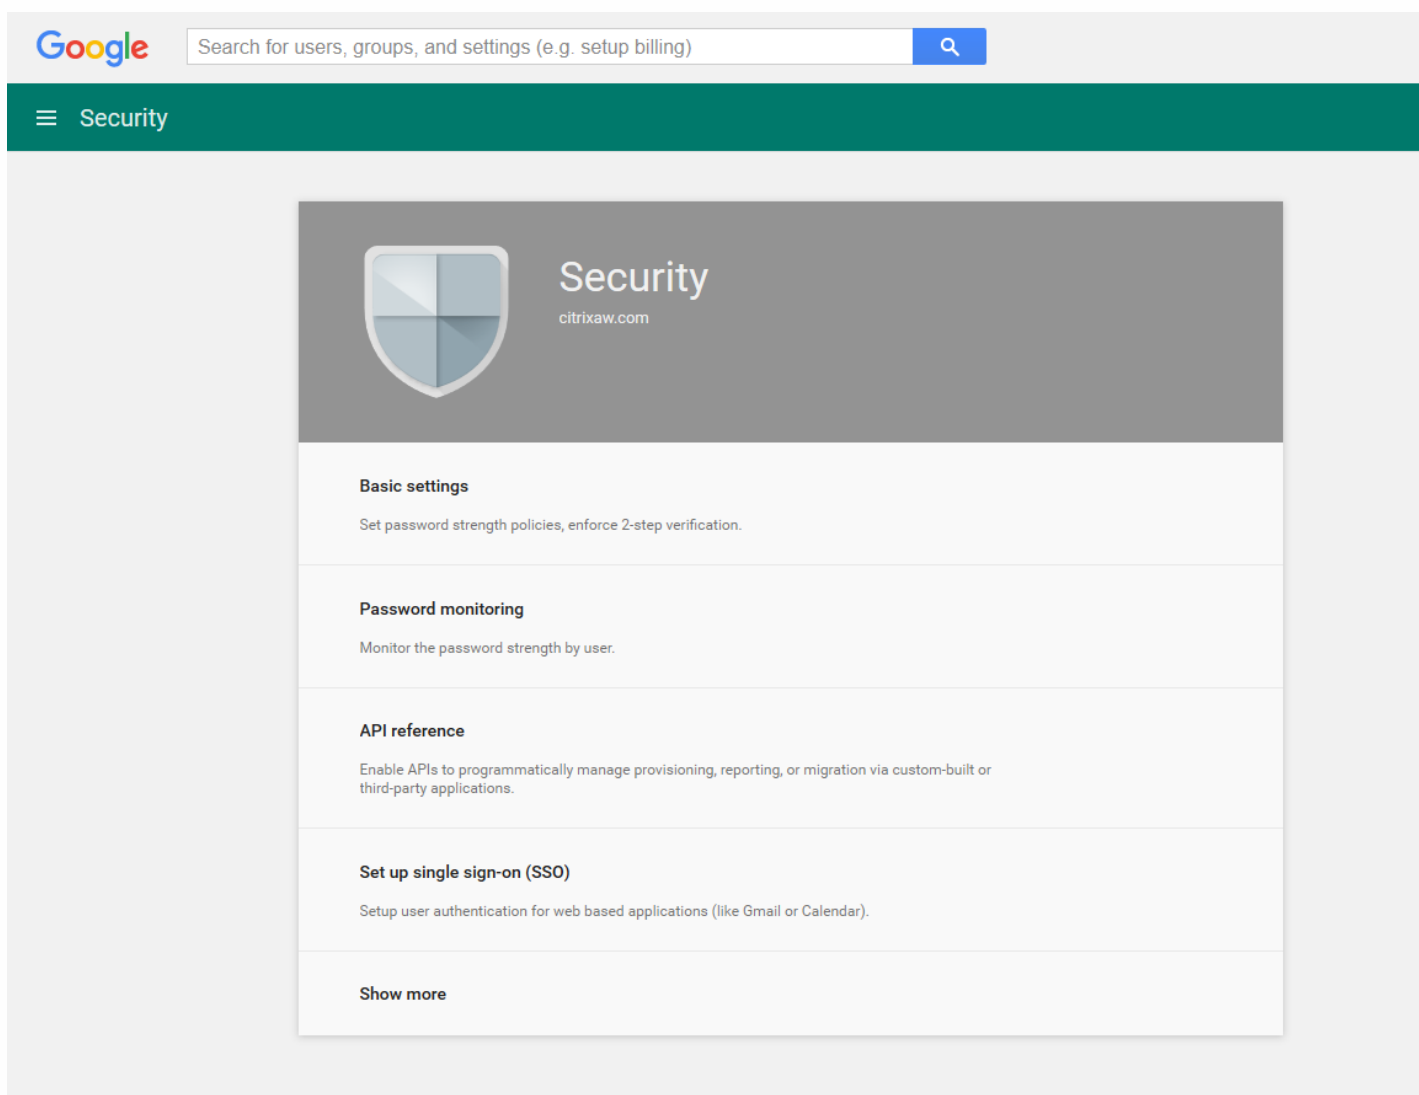 Google
Search for users, groups, and settings (e.g. setup billing)
Security
Security
citrixaw.com
Basic settings
Set password strength policies, enforce 2-step verification.
Password monitoring
Monitor the password strength by user.
API reference
Enable APIs to programmatically manage provisioning, reporting, or migration via custom-built or
third-party applications.
Set up single sign-on (SSO)
Setup user authentication for web based applications (like Gmail or Calendar).
Show more